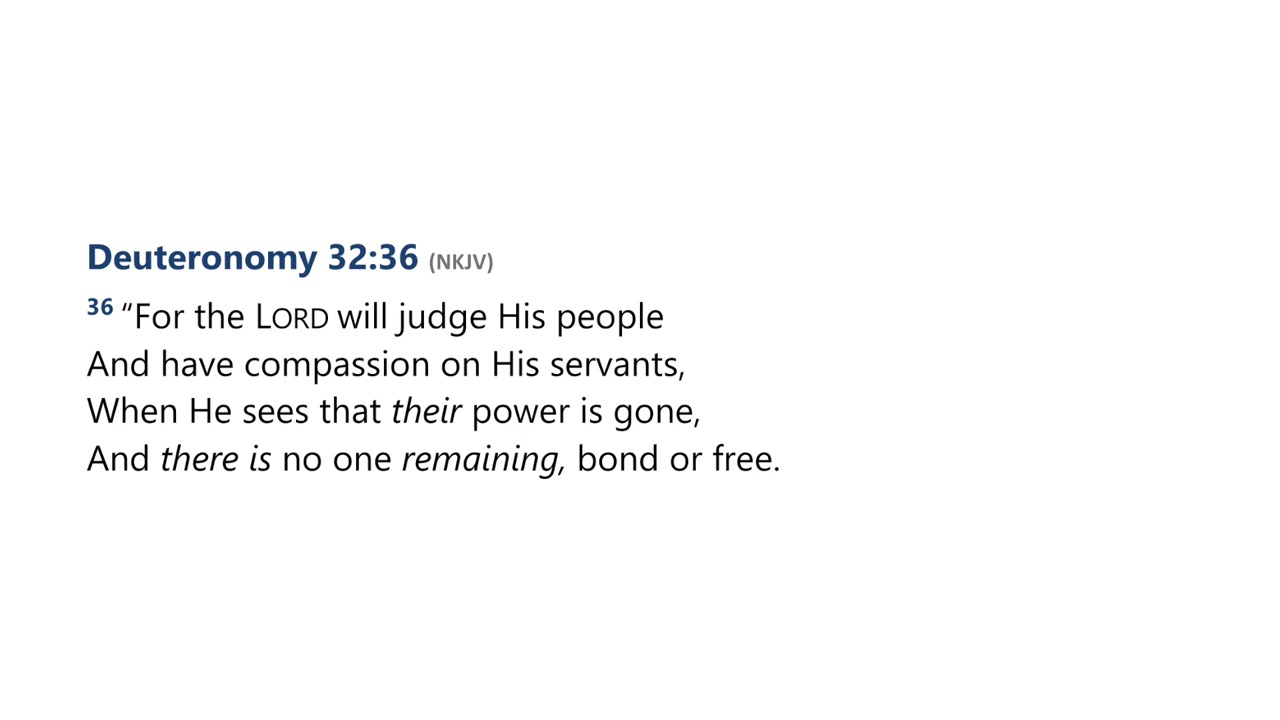 Deuteronomy 32:36 (NKJV)
36 “For the LORD will judge His people
And have compassion on His servants,
When He sees that their power is gone,
And there is no one remaining, bond or free.